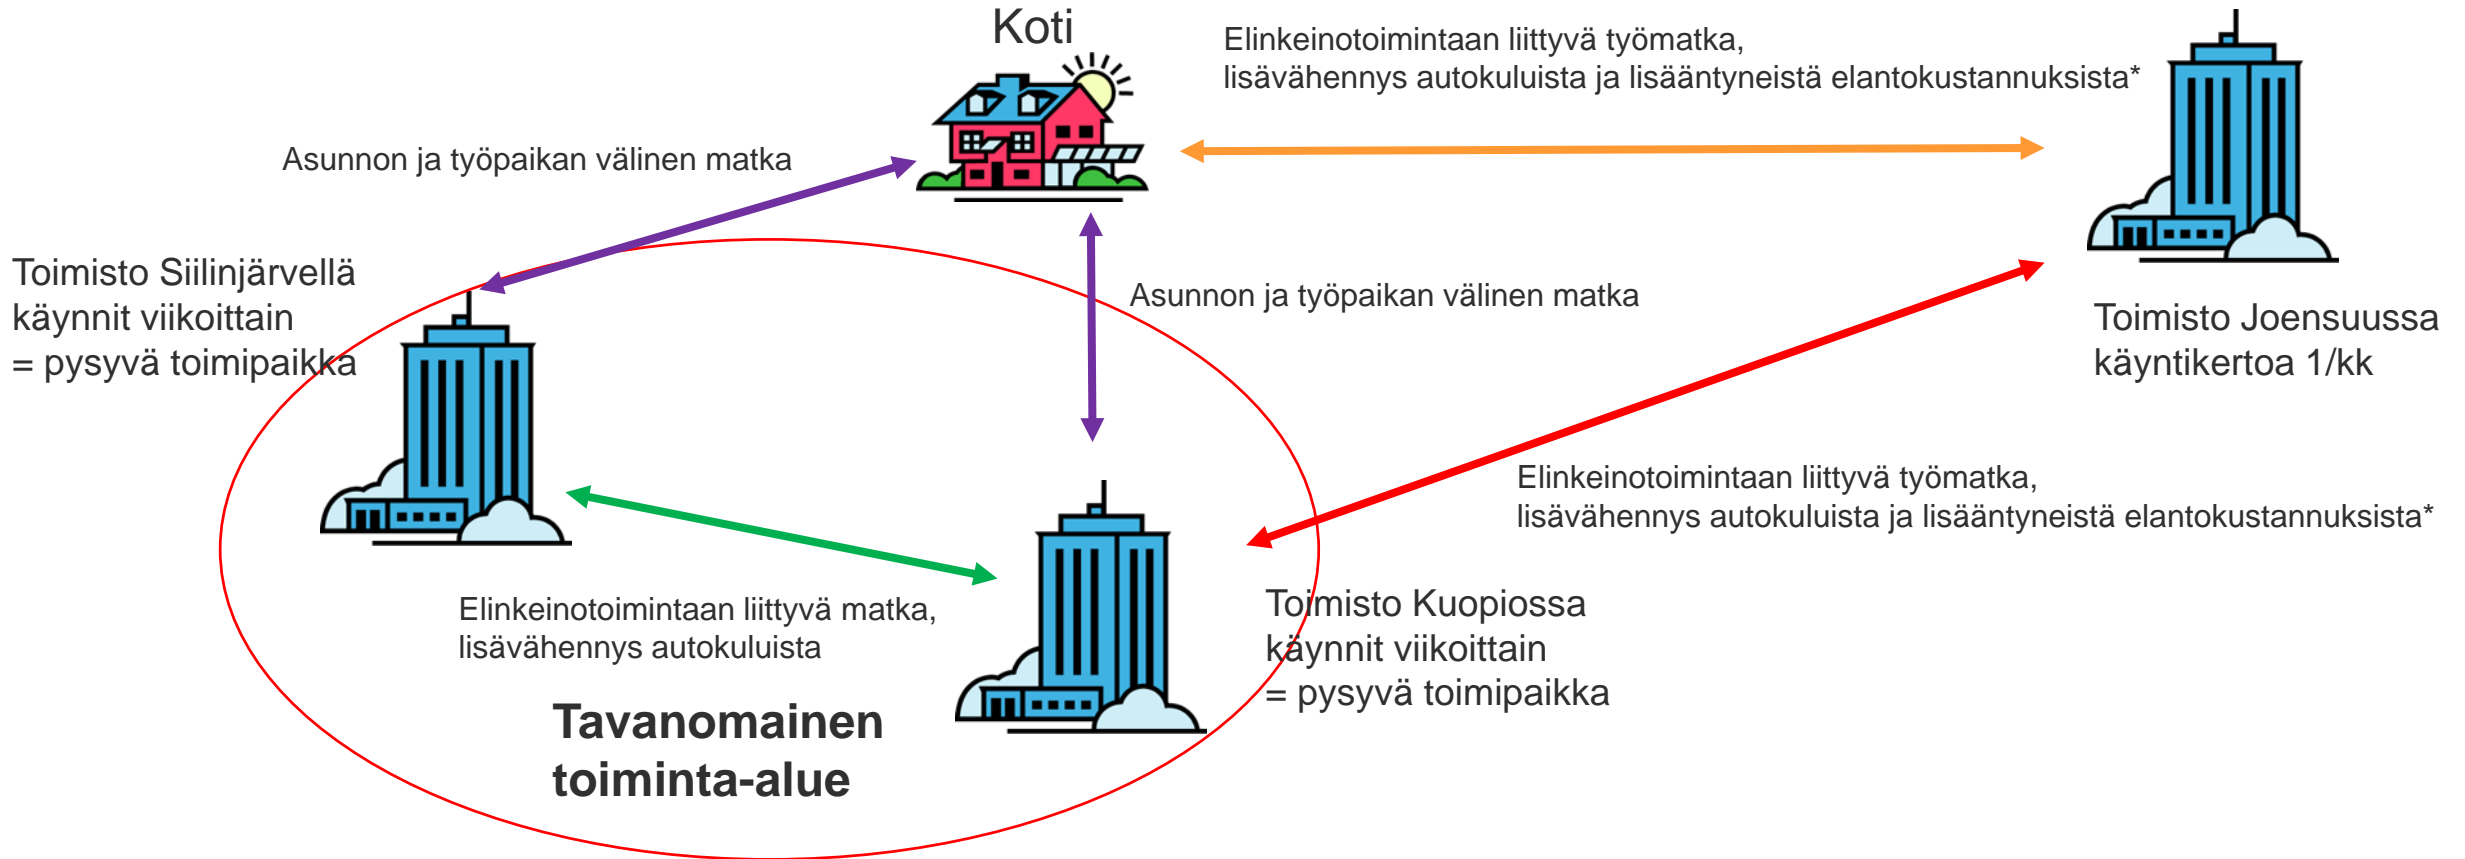 Koti
Elinkeinotoimintaan liittyvä työmatka,
lisävähennys autokuluista ja lisääntyneistä elantokustannuksista*
Asunnon ja työpaikan välinen matka
Toimisto Siilinjärvellä
käynnit viikoittain
= pysyvä toimipaikka
Asunnon ja työpaikan välinen matka
Toimisto Joensuussa
käyntikertoa 1/kk
Elinkeinotoimintaan liittyvä työmatka,
lisävähennys autokuluista ja lisääntyneistä elantokustannuksista*
Elinkeinotoimintaan liittyvä matka,
lisävähennys autokuluista
Toimisto Kuopiossa
käynnit viikoittain
= pysyvä toimipaikka
Tavanomainen
toiminta-alue